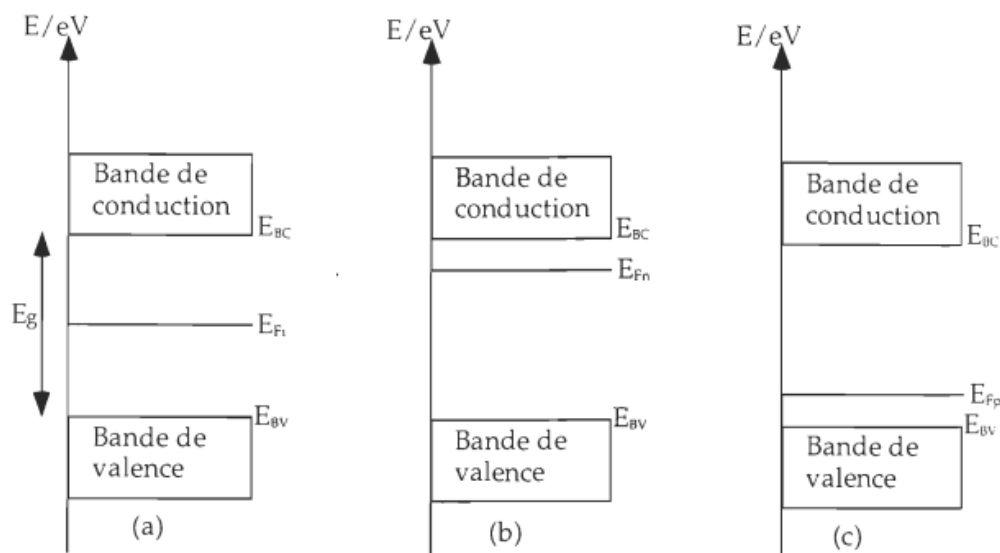 E/eV
Bande de
conduction
E_BC
Eg
E_Fi
E_BV
Bande de
valence
(a)
E/eV
Bande de
conduction
E_BC
E_Fn
E_BV
Bande de
valence
(b)
E/eV
Bande de
conduction
E_BC
E_Fp
E_BV
Bande de
valence
(c)